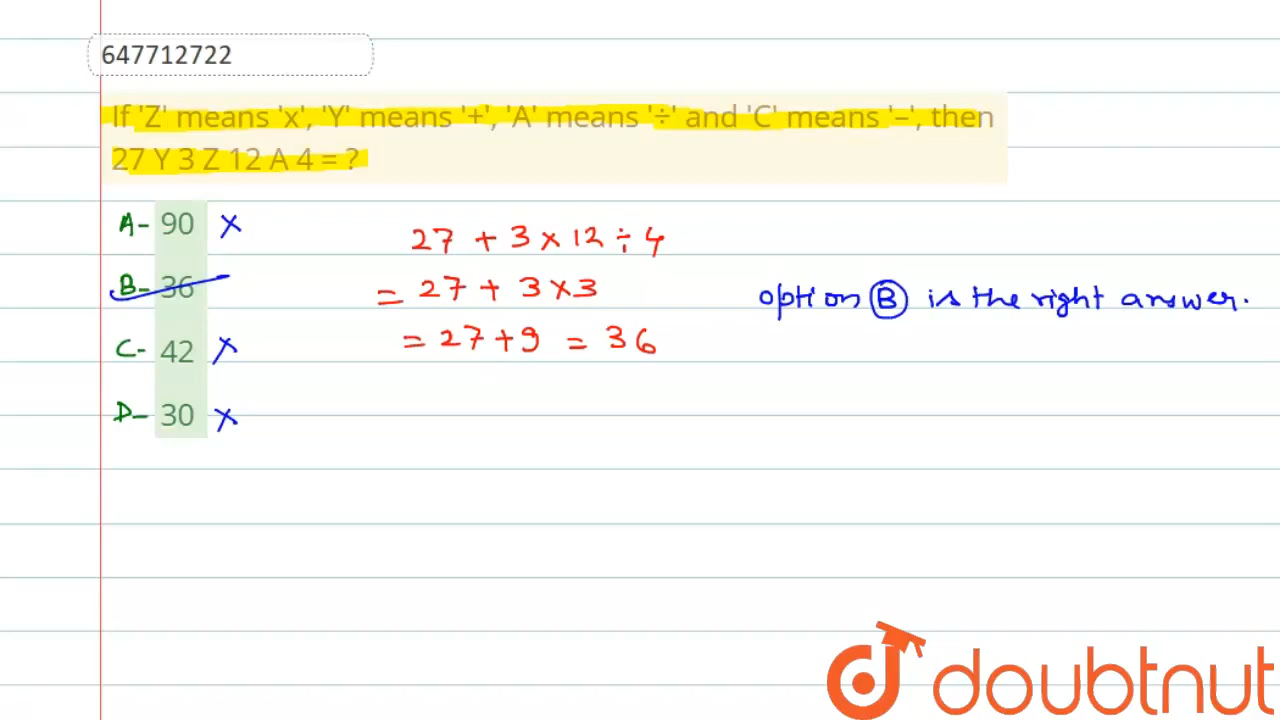 647712722
If 'Z' means 'x', 'Y' means '+', 'A' means '÷' and 'C' means '–', then
27 Y 3 Z 12 A 4 = ?
A- 90 ×
B- 36
C- 42 ×
D- 30 ×
27 + 3 × 12 ÷ 4
= 27 + 3 × 3
= 27 + 9 = 36
option B is the right answer.
doubtnut